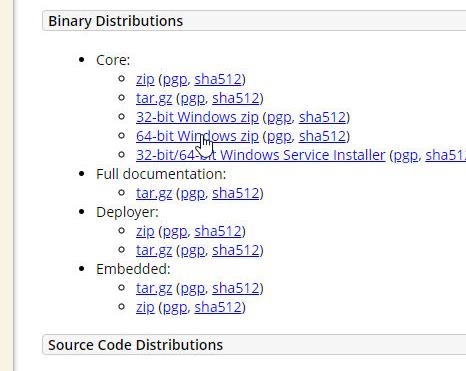 Binary Distributions
Core:
zip (pgp, sha512)
tar.gz (pgp, sha512)
32-bit Windows zip (pgp, sha512)
64-bit Windows zip (pgp, sha512)
32-bit/64-bit Windows Service Installer (pgp, sha51
Full documentation:
tar.gz (pgp, sha512)
Deployer:
zip (pgp, sha512)
tar.gz (pgp, sha512)
Embedded:
tar.gz (pgp, sha512)
zip (pgp, sha512)
Source Code Distributions